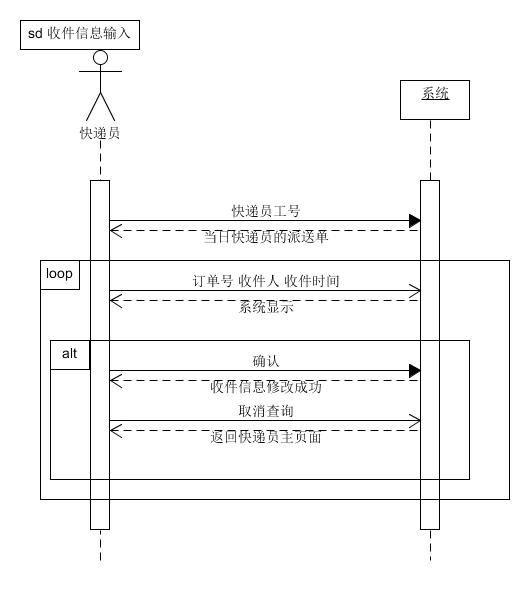 sd 收件信息输入
系统
快递员
快递员工号
当日快递员的派送单
loop
订单号 收件人 收件时间
系统显示
alt
确认
收件信息修改成功
取消查询
返回快递员主页面